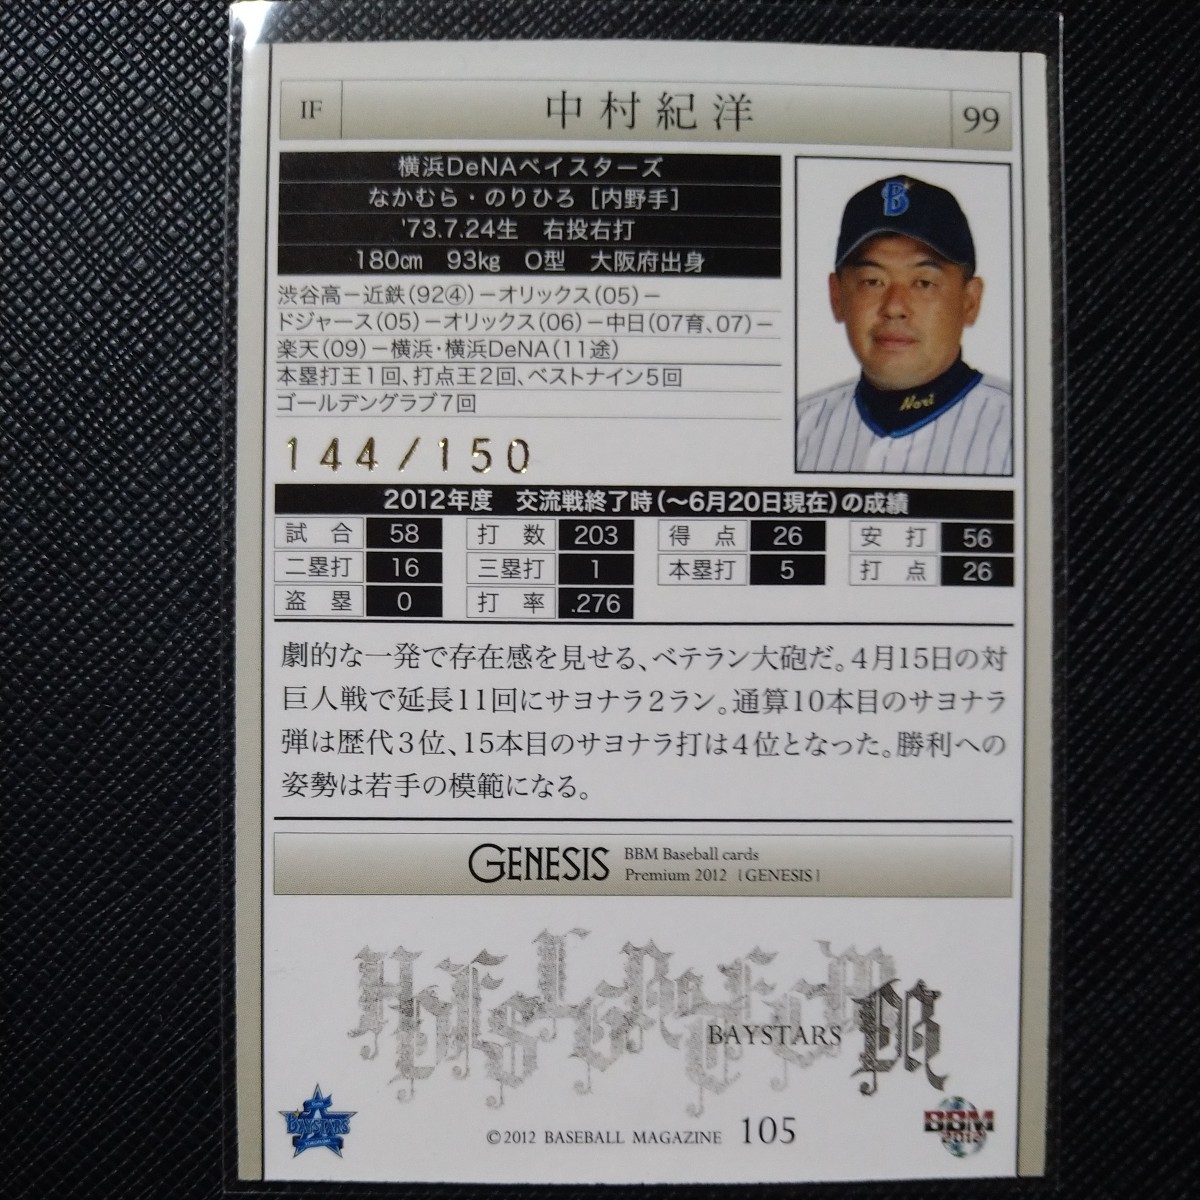 IF
中村紀洋
99
横浜DeNAベイスターズ
なかむら・のりひろ［内野手］
'73.7.24生　右投右打
180㎝　93㎏　O型　大阪府出身
渋谷高－近鉄(92④)－オリックス(05)－
ドジャース(05)－オリックス(06)－中日(07育、07)－
楽天(09)－横浜・横浜DeNA(11途)
本塁打王1回、打点王2回、ベストナイン5回
ゴールデングラブ7回
144/150
Nori
2012年度　交流戦終了時(～6月20日現在)の成績
試合 58 打数 203 得点 26 安打 56
二塁打 16 三塁打 1 本塁打 5 打点 26
盗塁 0 打率 .276
劇的な一発で存在感を見せる、ベテラン大砲だ。4月15日の対
巨人戦で延長11回にサヨナラ2ラン。通算10本目のサヨナラ
弾は歴代3位、15本目のサヨナラ打は4位となった。勝利への
姿勢は若手の模範になる。
GENESIS
BBM Baseball cards
Premium 2012 [GENESIS]
BAYSTARS
BAYSTARS
©2012 BASEBALL MAGAZINE 105
BBM
2012